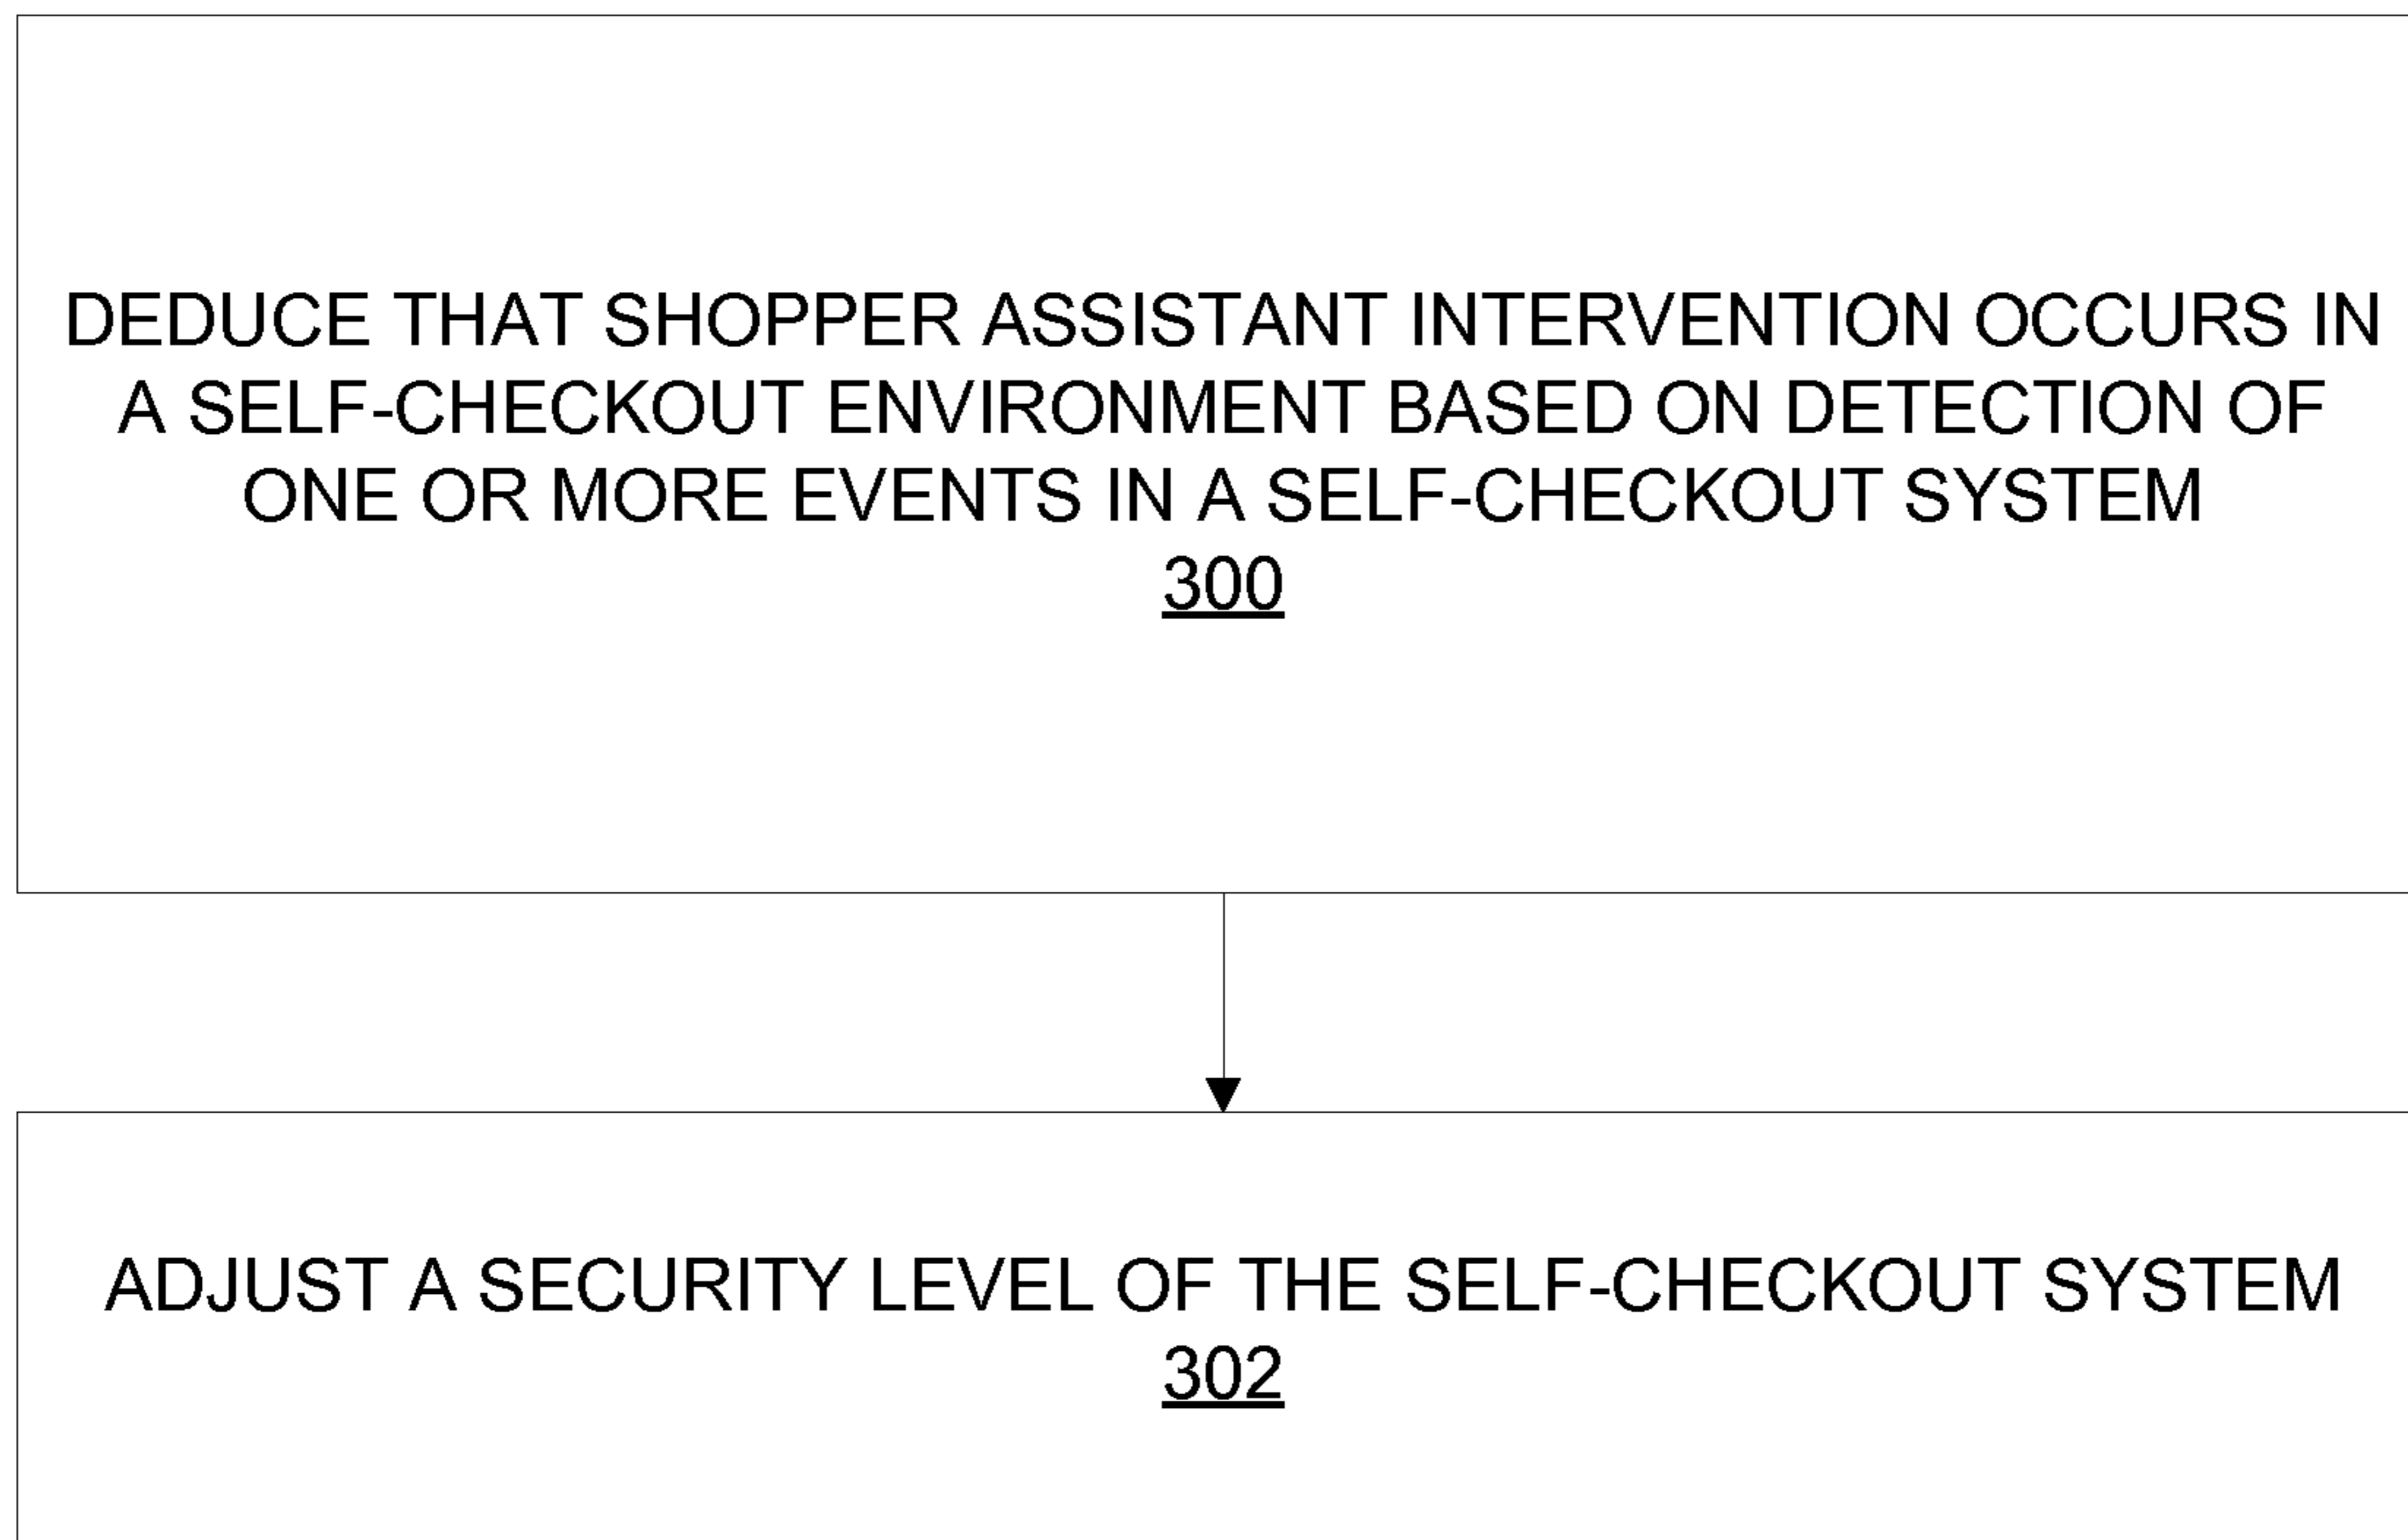 DEDUCE THAT SHOPPER ASSISTANT INTERVENTION OCCURS IN
A SELF-CHECKOUT ENVIRONMENT BASED ON DETECTION OF
ONE OR MORE EVENTS IN A SELF-CHECKOUT SYSTEM
300
ADJUST A SECURITY LEVEL OF THE SELF-CHECKOUT SYSTEM
302